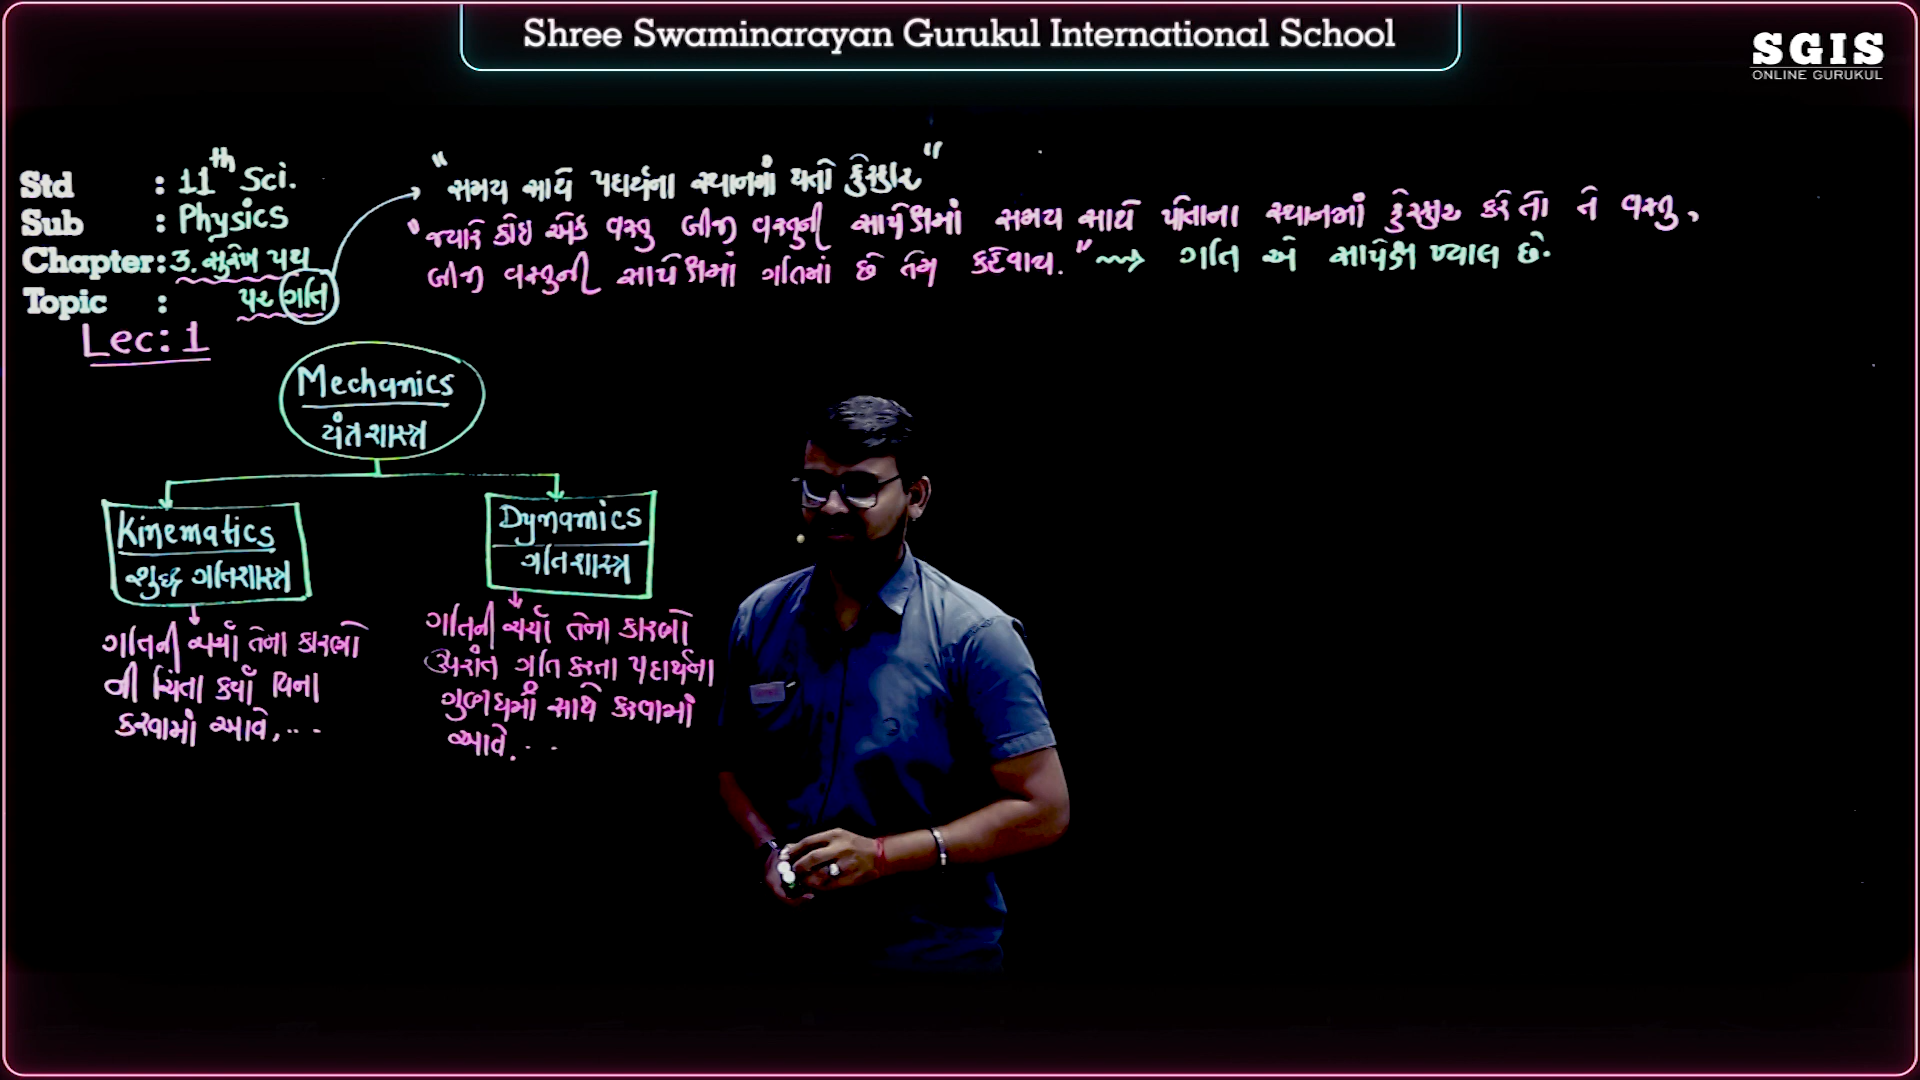 Shree Swaminarayan Gurukul International School
SGIS
ONLINE GURUKUL
Std : 11th Sci.
Sub : Physics
Chapter: 3. સુરેખ પથ
Topic : પર ગતિ
Lec: 1
"સમય સાથે પદાર્થના સ્થાનમાં થતો ફેરફાર"
"જ્યારે કોઇ એક વસ્તુ બીજી વસ્તુની સાપેક્ષમાં સમય સાથે પોતાના સ્થાનમાં ફેરફાર કરે તો તે વસ્તુ,
બીજી વસ્તુની સાપેક્ષમાં ગતિમાં છે તેમ કહેવાય." ⇝ ગતિ એ સાપેક્ષ ખ્યાલ છે.
Mechanics
યંત્રશાસ્ત્ર
Kinematics
શુદ્ધ ગતિશાસ્ત્ર
ગતિની ચર્ચા તેના કારણો
ની ચિંતા કર્યા વિના
કરવામાં આવે,...
Dynamics
ગતિશાસ્ત્ર
ગતિની ચર્ચા તેના કારણો
ઉપરાંત ગતિ કરતા પદાર્થના
ગુણધર્મો સાથે કરવામાં
આવે. . .